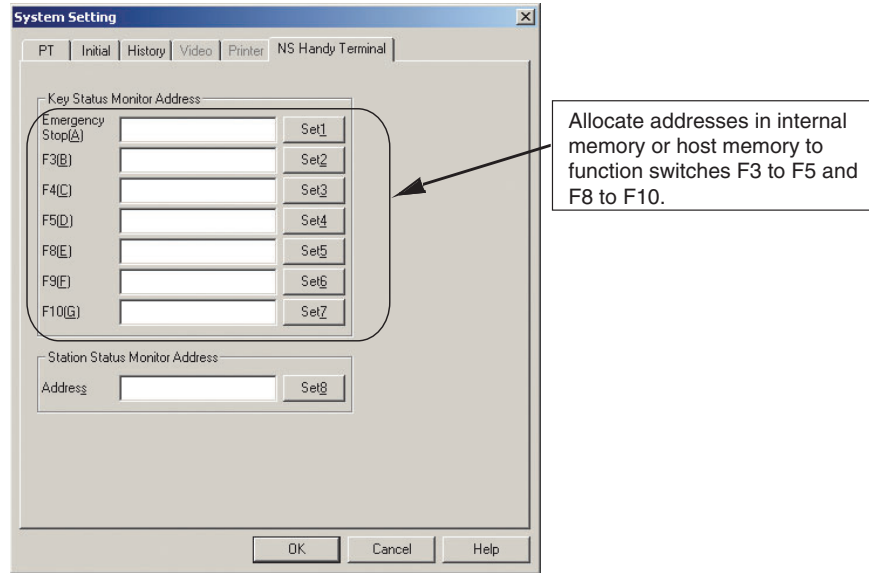 System Setting
PT Initial History Video Printer NS Handy Terminal
Key Status Monitor Address
Emergency
Stop(A) Set1
F3(B) Set2
F4(C) Set3
F5(D) Set4
F8(E) Set5
F9(F) Set6
F10(G) Set7
Station Status Monitor Address
Address Set8
OK Cancel Help
Allocate addresses in internal
memory or host memory to
function switches F3 to F5 and
F8 to F10.